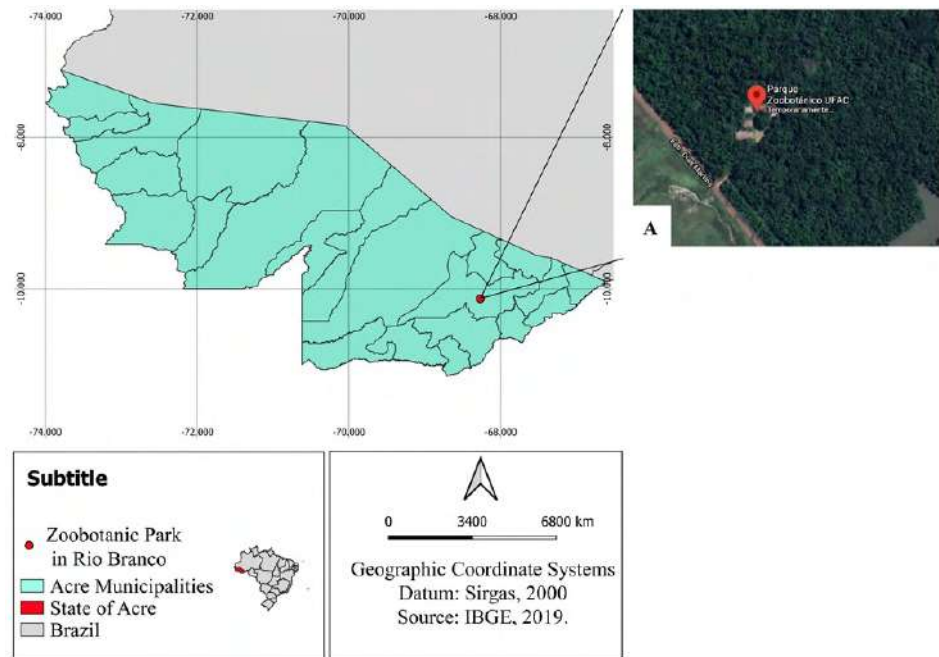 -74.000
-72.000
-70.000
-68.000
-8.000
-8.000
-10.000
-10.000
-74.000
-72.000
-70.000
-68.000
Parque
Zoobotânico UFAC
A
Subtitle
Zoobotanic Park
in Rio Branco
Acre Municipalities
State of Acre
Brazil
0 3400 6800 km
Geographic Coordinate Systems
Datum: Sirgas, 2000
Source: IBGE, 2019.